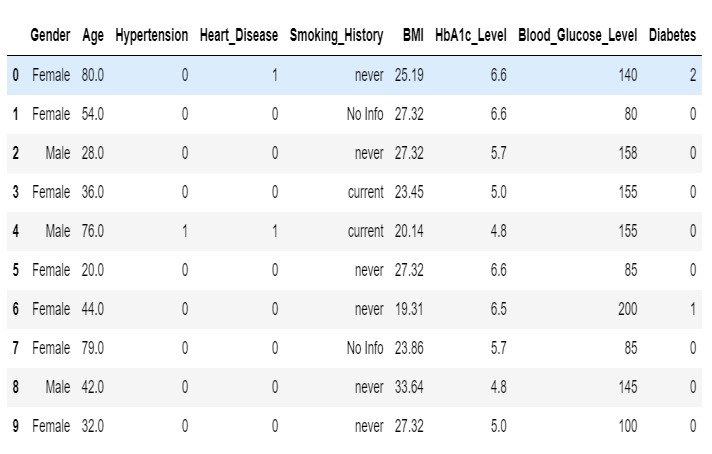 Gender Age Hypertension Heart_Disease Smoking_History BMI HbA1c_Level Blood_Glucose_Level Diabetes
0 Female 80.0 0 1 never 25.19 6.6 140 2
1 Female 54.0 0 0 No Info 27.32 6.6 80 0
2 Male 28.0 0 0 never 27.32 5.7 158 0
3 Female 36.0 0 0 current 23.45 5.0 155 0
4 Male 76.0 1 1 current 20.14 4.8 155 0
5 Female 20.0 0 0 never 27.32 6.6 85 0
6 Female 44.0 0 0 never 19.31 6.5 200 1
7 Female 79.0 0 0 No Info 23.86 5.7 85 0
8 Male 42.0 0 0 never 33.64 4.8 145 0
9 Female 32.0 0 0 never 27.32 5.0 100 0